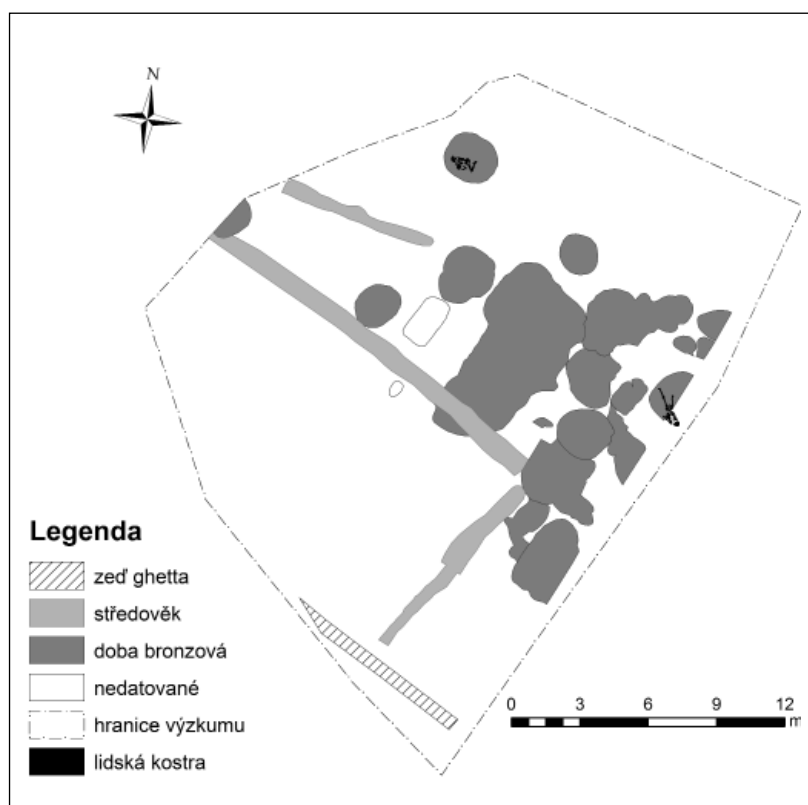 N
Legenda
zeď ghetta
středověk
doba bronzová
nedatované
hranice výzkumu
lidská kostra
0 3 6 9 12
m